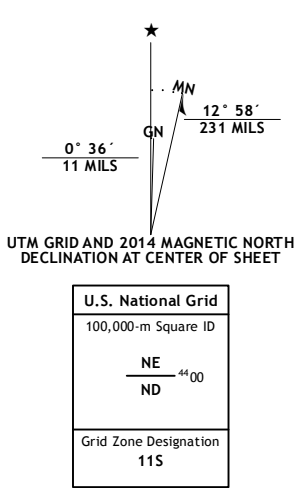 ★
MN
GN
12° 58´
231 MILS
0° 36´
11 MILS
UTM GRID AND 2014 MAGNETIC NORTH
DECLINATION AT CENTER OF SHEET
U.S. National Grid
100,000-m Square ID
NE
⁴⁴00
ND
Grid Zone Designation
11S